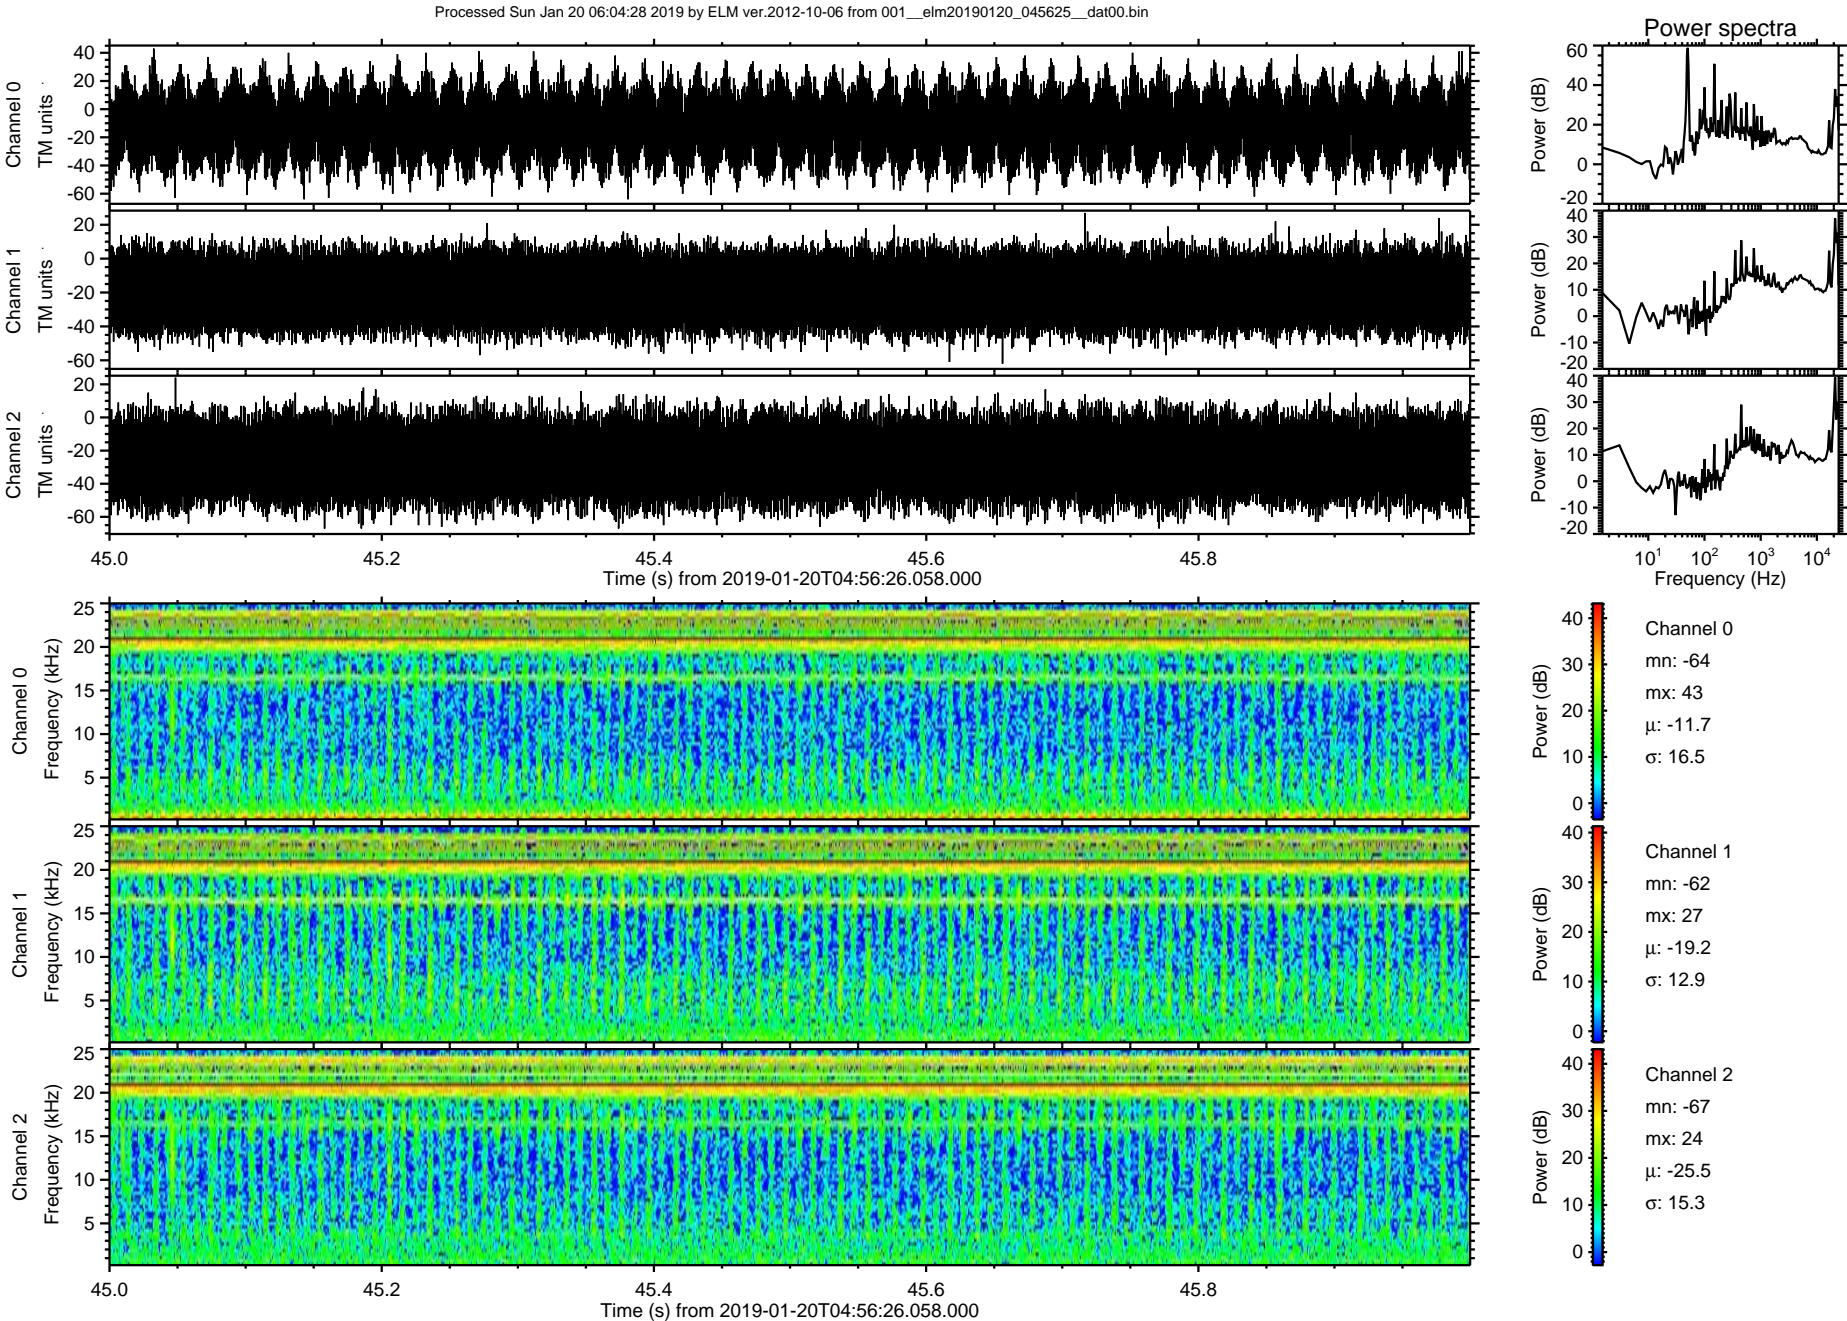 Processed Sun Jan 20 06:04:28 2019 by ELM ver.2012-10-06 from 001__elm20190120_045625__dat00.bin
Power spectra
Channel 0
TM units
40
20
0
-20
-40
-60
Power (dB)
60
40
20
0
-20
Channel 1
TM units
20
0
-20
-40
-60
Power (dB)
40
30
20
10
0
-10
-20
Channel 2
TM units
20
0
-20
-40
-60
Power (dB)
40
30
20
10
0
-10
-20
45.0 45.2 45.4 45.6 45.8
Time (s) from 2019-01-20T04:56:26.058.000
10¹ 10² 10³ 10⁴
Frequency (Hz)
Channel 0
Frequency (kHz)
25
20
15
10
5
Power (dB)
40
30
20
10
0
Channel 0
mn: -64
mx: 43
μ: -11.7
σ: 16.5
Channel 1
Frequency (kHz)
25
20
15
10
5
Power (dB)
40
30
20
10
0
Channel 1
mn: -62
mx: 27
μ: -19.2
σ: 12.9
Channel 2
Frequency (kHz)
25
20
15
10
5
Power (dB)
40
30
20
10
0
Channel 2
mn: -67
mx: 24
μ: -25.5
σ: 15.3
45.0 45.2 45.4 45.6 45.8
Time (s) from 2019-01-20T04:56:26.058.000